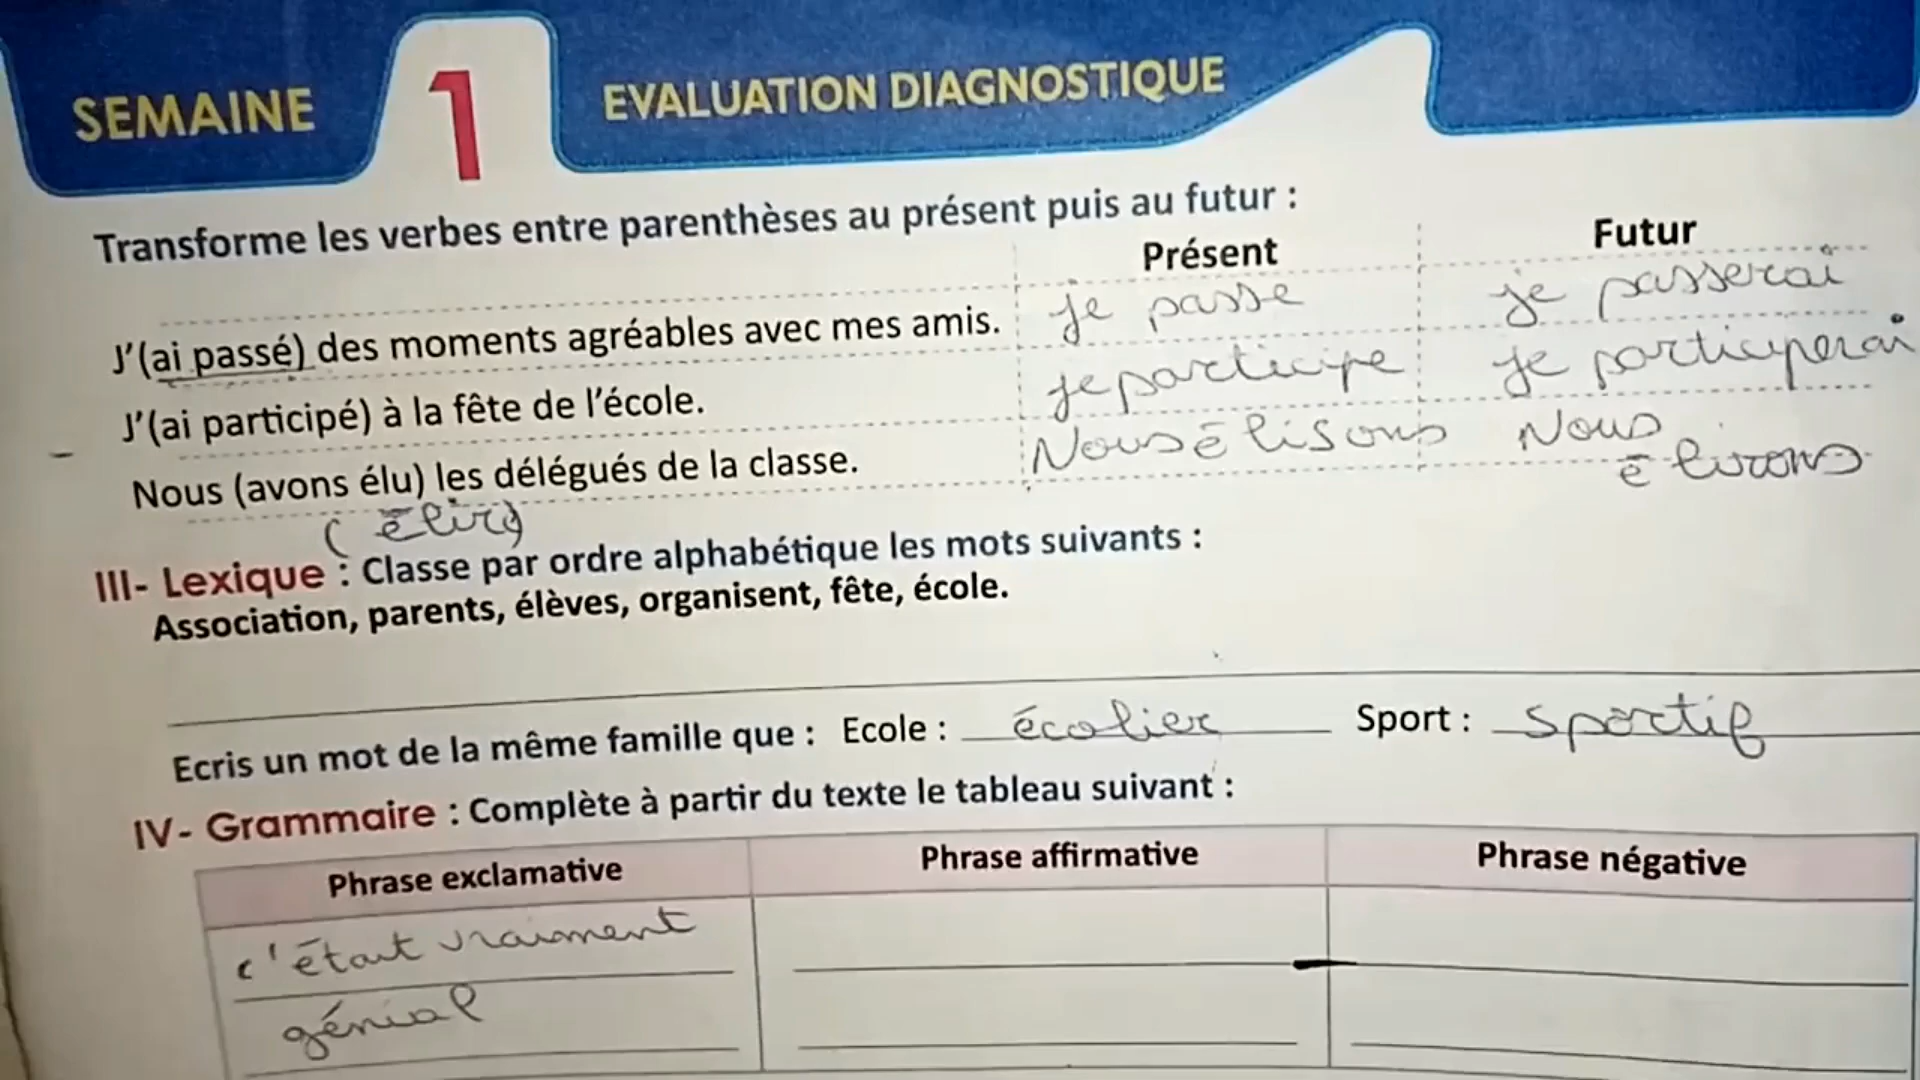 SEMAINE 1 EVALUATION DIAGNOSTIQUE
Transforme les verbes entre parenthèses au présent puis au futur :
Présent Futur
J'(ai passé) des moments agréables avec mes amis. je passe je passerai
J'(ai participé) à la fête de l'école. je participe je participerai
Nous (avons élu) les délégués de la classe. Nous élisons Nous élirons
(élire)
III- Lexique : Classe par ordre alphabétique les mots suivants :
Association, parents, élèves, organisent, fête, école.
Ecris un mot de la même famille que : Ecole : écolier Sport : sportif
IV- Grammaire : Complète à partir du texte le tableau suivant :
Phrase exclamative Phrase affirmative Phrase négative
c'était vraiment
génial